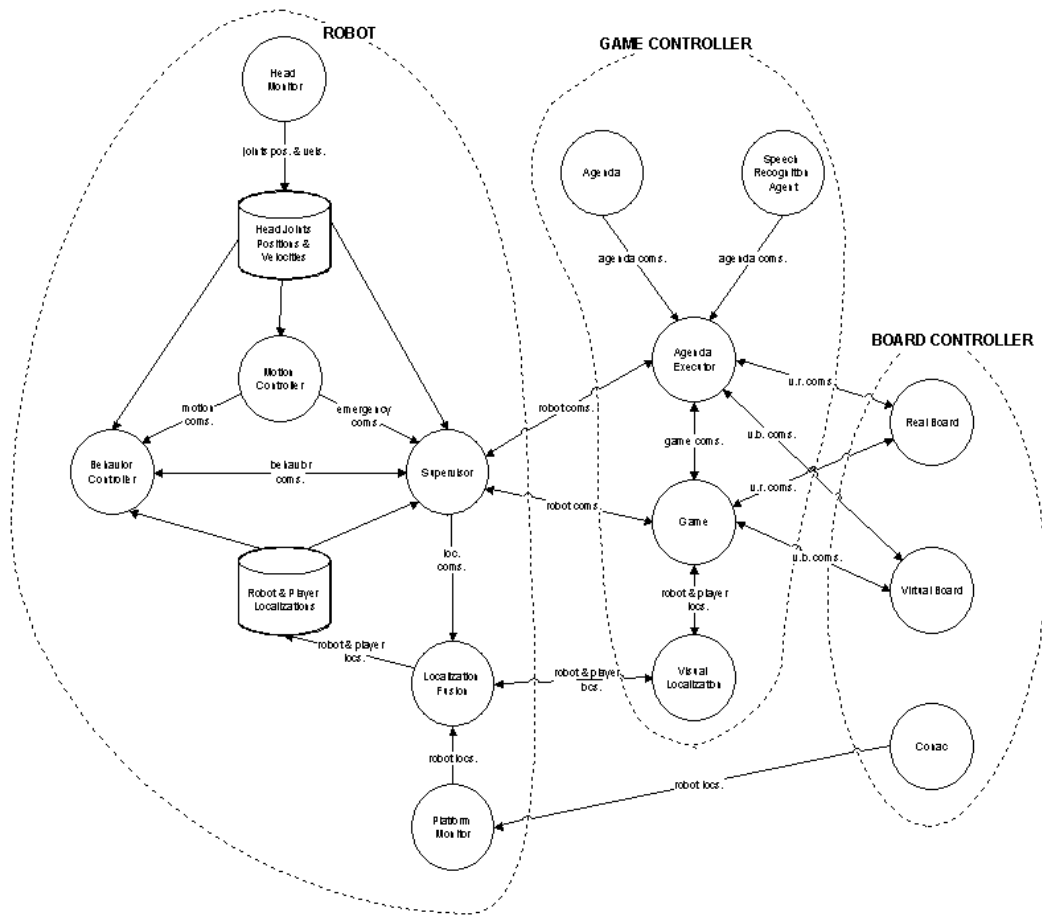 ROBOT
GAME CONTROLLER
Head
Monitor
joints pos. & vels.
Agenda
Speech
Recognition
Agent
Head Joints
Positions &
Velocities
agenda coms.
agenda coms.
Agenda
Executor
BOARD CONTROLLER
Motion
Controller
motion
coms.
emergency
coms.
robot coms.
u.r. coms.
game coms.
u.b. coms.
Real Board
Behavior
Controller
behavior
coms.
Supervisor
u.r. coms.
robot coms.
Game
loc.
coms.
u.b. coms.
Robot & Player
Localizations
Virtual Board
robot & player
locs.
robot & player
locs.
Localization
Fusion
robot & player
locs.
Visual
Localization
robot locs.
Conac
robot locs.
Platform
Monitor